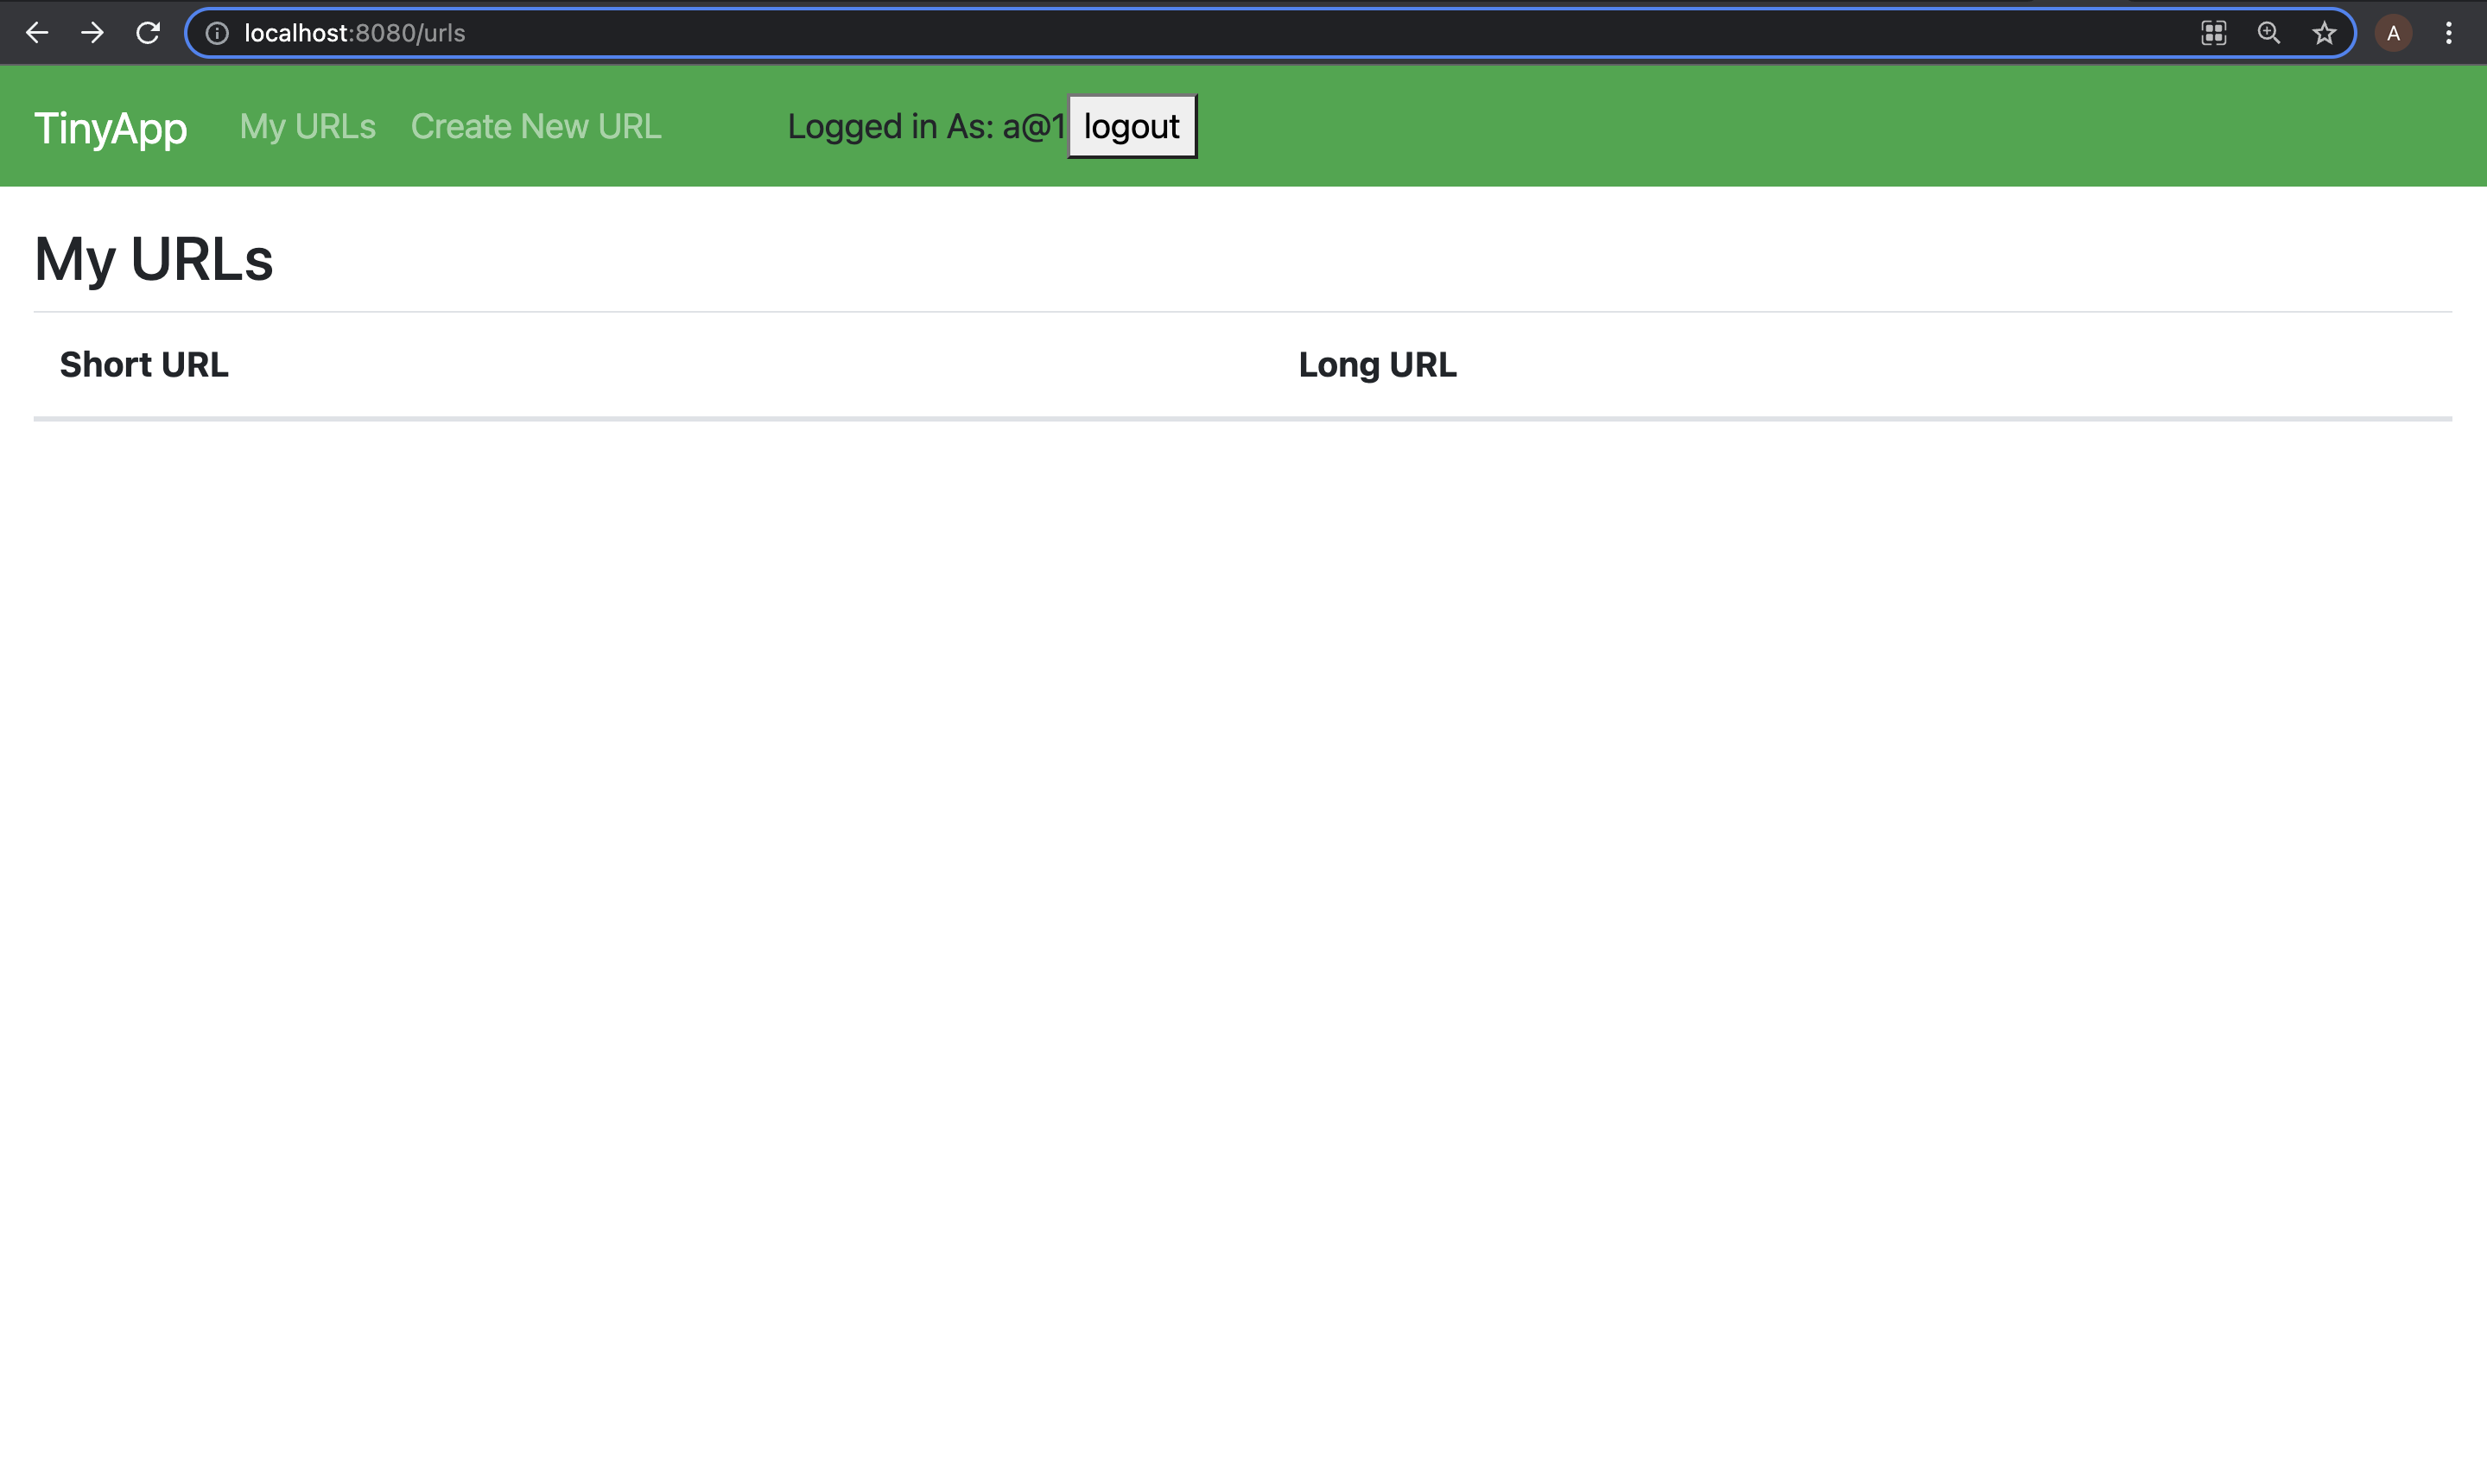 localhost:8080/urls
A
TinyApp My URLs Create New URL Logged in As: a@1 logout
My URLs
Short URL Long URL